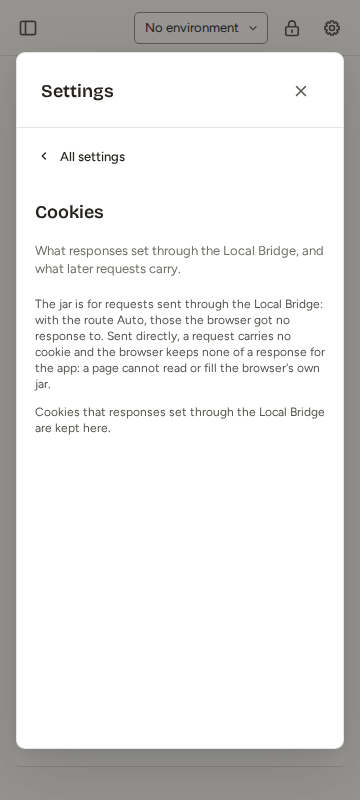 No environment
Settings
All settings
Cookies
What responses set through the Local Bridge, and
what later requests carry.
The jar is for requests sent through the Local Bridge:
with the route Auto, those the browser got no
response to. Sent directly, a request carries no
cookie and the browser keeps none of a response for
the app: a page cannot read or fill the browser's own
jar.
Cookies that responses set through the Local Bridge
are kept here.